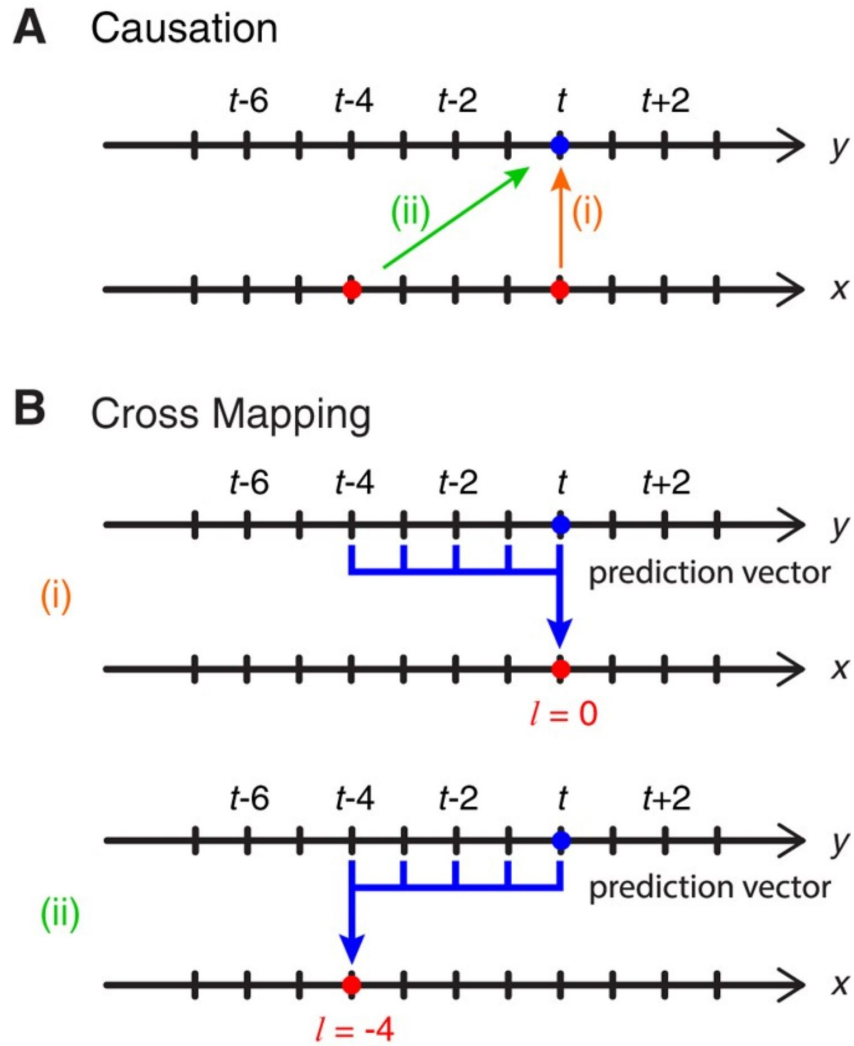 A Causation
t-6 t-4 t-2 t t+2
y
(ii) (i)
x
B Cross Mapping
t-6 t-4 t-2 t t+2
y
prediction vector
(i)
x
l = 0
t-6 t-4 t-2 t t+2
y
prediction vector
(ii)
x
l = -4